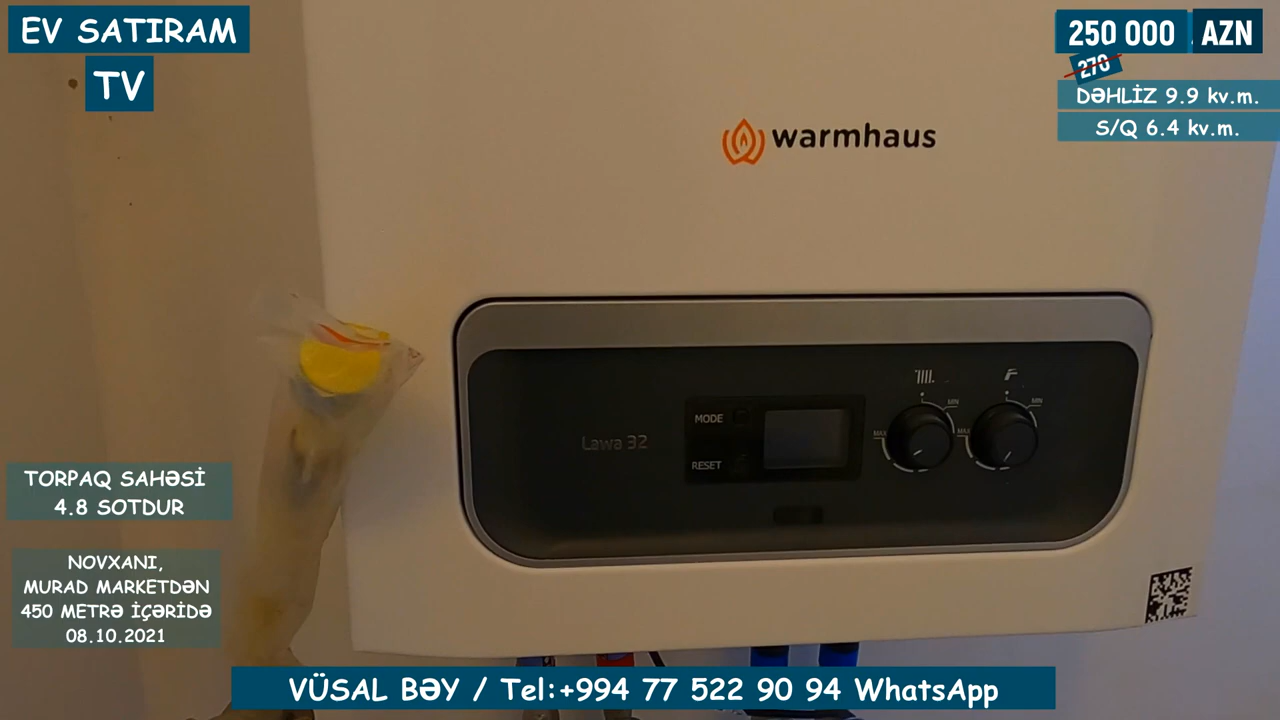 EV SATIRAM
TV
250 000 AZN
270
DƏHLİZ 9.9 kv.m.
S/Q 6.4 kv.m.
warmhaus
MODE
Lawa 32
RESET
MIN
MAX
MIN
MAX
TORPAQ SAHƏSİ
4.8 SOTDUR
NOVXANI,
MURAD MARKETDƏN
450 METRƏ İÇƏRİDƏ
08.10.2021
VÜSAL BƏY / Tel:+994 77 522 90 94 WhatsApp